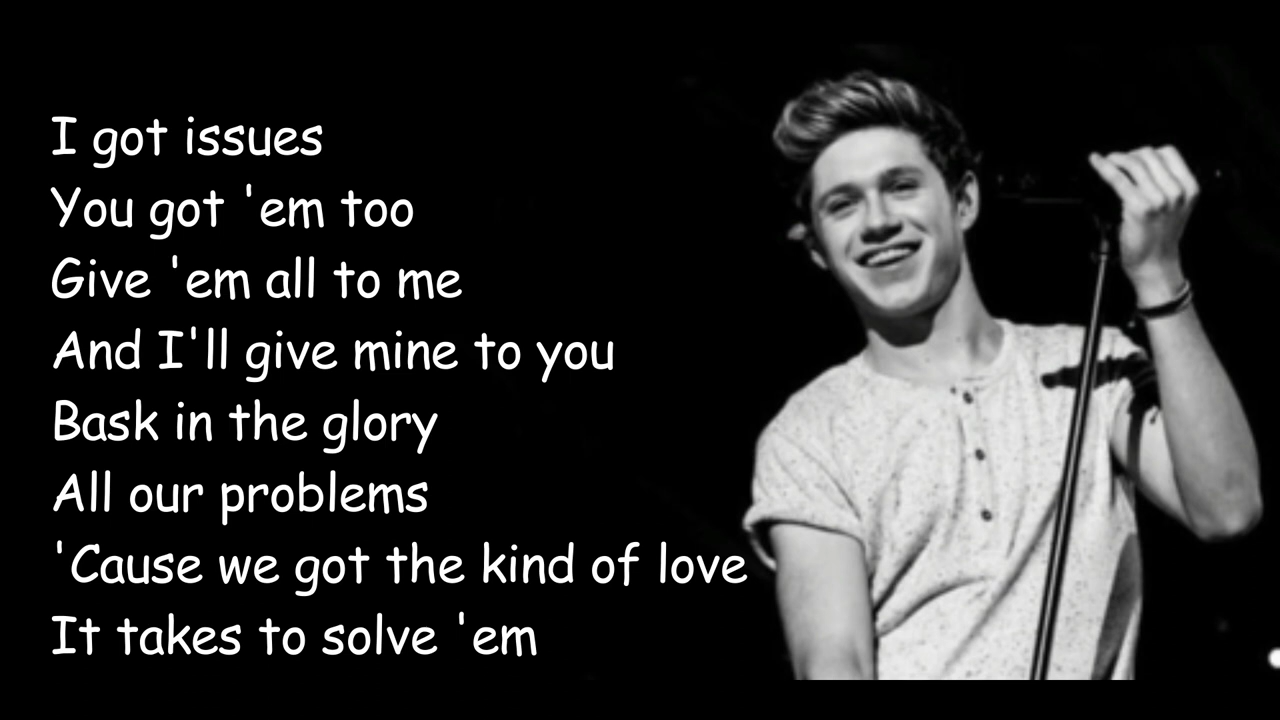 I got issues
You got 'em too
Give 'em all to me
And I'll give mine to you
Bask in the glory
All our problems
'Cause we got the kind of love
It takes to solve 'em